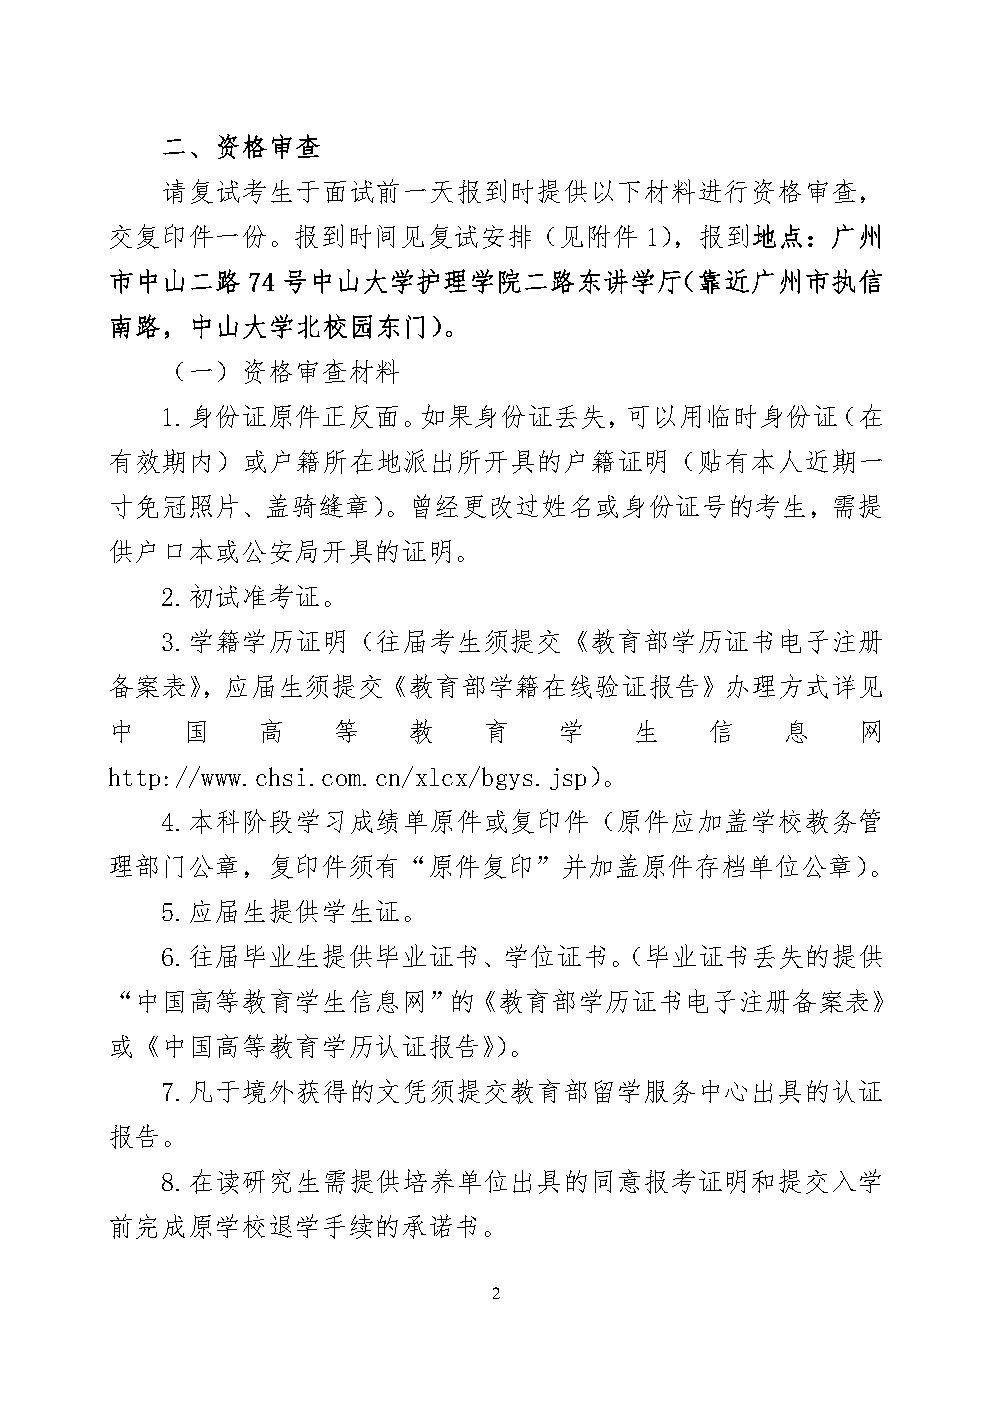 二、资格审查
请复试考生于面试前一天报到时提供以下材料进行资格审查，
交复印件一份。报到时间见复试安排（见附件1），报到地点：广州
市中山二路 74 号中山大学护理学院二路东讲学厅（靠近广州市执信
南路，中山大学北校园东门）。
（一）资格审查材料
1.身份证原件正反面。如果身份证丢失，可以用临时身份证（在
有效期内）或户籍所在地派出所开具的户籍证明（贴有本人近期一
寸免冠照片、盖骑缝章）。曾经更改过姓名或身份证号的考生，需提
供户口本或公安局开具的证明。
2.初试准考证。
3.学籍学历证明（往届考生须提交《教育部学历证书电子注册
备案表》，应届生须提交《教育部学籍在线验证报告》办理方式详见
中国高等教育学生信息网
http://www.chsi.com.cn/xlcx/bgys.jsp）。
4.本科阶段学习成绩单原件或复印件（原件应加盖学校教务管
理部门公章，复印件须有“原件复印”并加盖原件存档单位公章）。
5.应届生提供学生证。
6.往届毕业生提供毕业证书、学位证书。（毕业证书丢失的提供
“中国高等教育学生信息网”的《教育部学历证书电子注册备案表》
或《中国高等教育学历认证报告》）。
7.凡于境外获得的文凭须提交教育部留学服务中心出具的认证
报告。
8.在读研究生需提供培养单位出具的同意报考证明和提交入学
前完成原学校退学手续的承诺书。
2